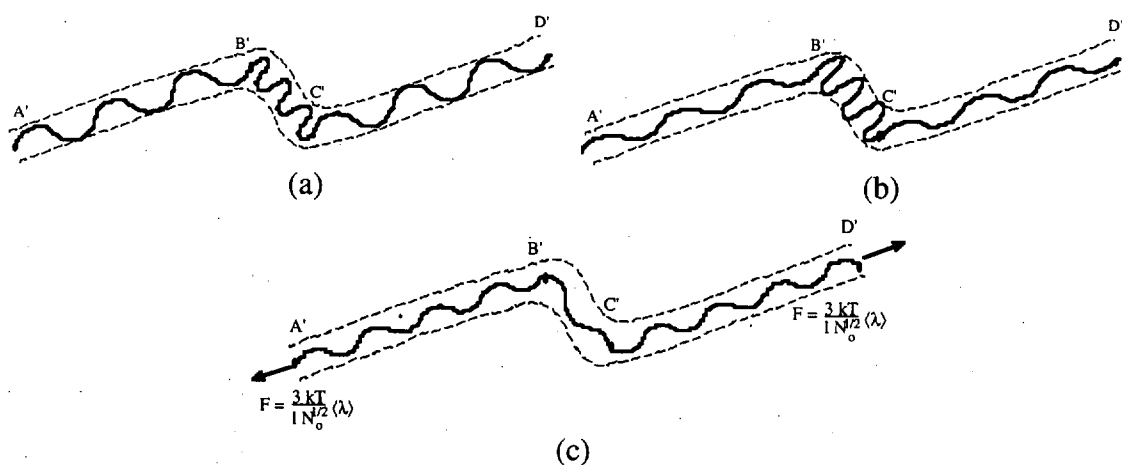 A' B' C' D'
(a)
A' B' C' D'
(b)
A' B' C' D'
F = 3 kT / l N_o^1/2 ⟨λ⟩
F = 3 kT / l N_o^1/2 ⟨λ⟩
(c)